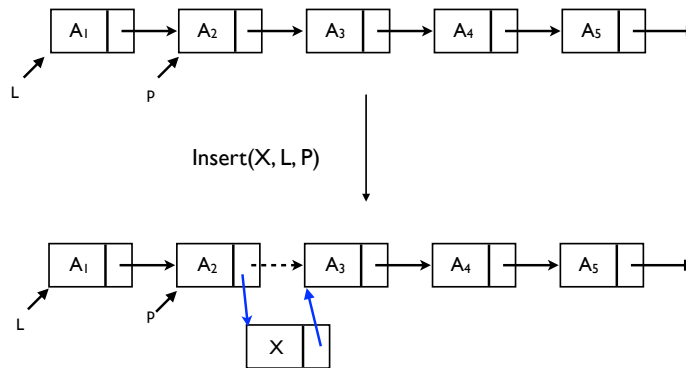 A₁ A₂ A₃ A₄ A₅
L P
Insert(X, L, P)
A₁ A₂ A₃ A₄ A₅
L P
X